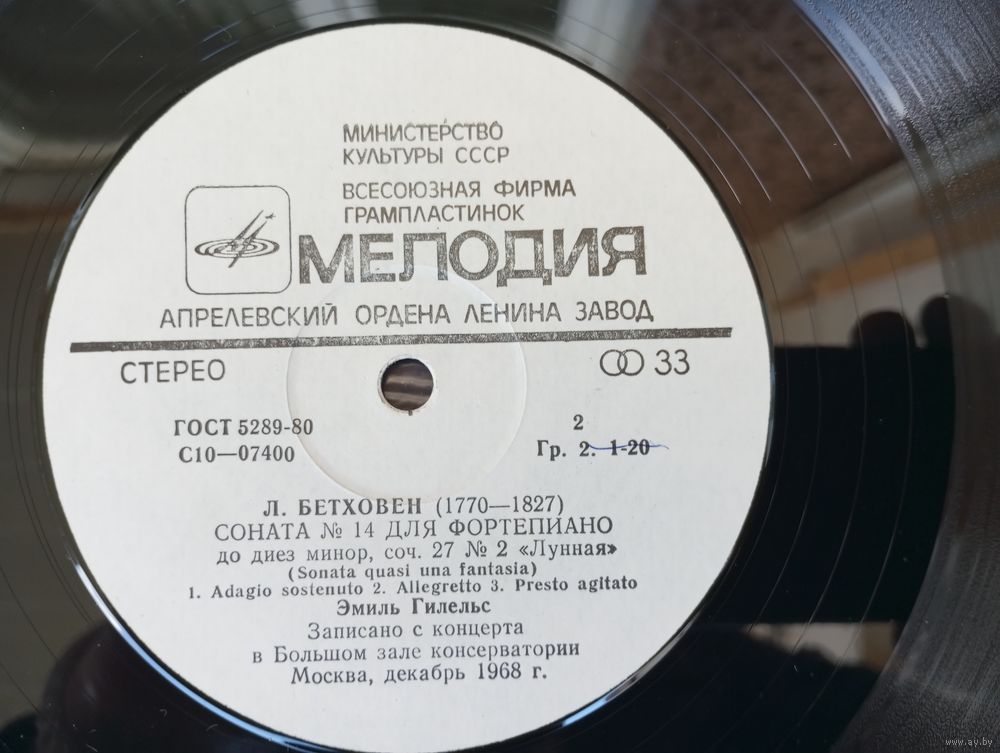 МИНИСТЕРСТВО
КУЛЬТУРЫ СССР
ВСЕСОЮЗНАЯ ФИРМА
ГРАМПЛАСТИНОК
МЕЛОДИЯ
АПРЕЛЕВСКИЙ ОРДЕНА ЛЕНИНА ЗАВОД
СТЕРЕО 33
ГОСТ 5289-80 2
С10—07400 Гр. 2. 1-20
Л. БЕТХОВЕН (1770—1827)
СОНАТА № 14 ДЛЯ ФОРТЕПИАНО
до диез минор, соч. 27 № 2 «Лунная»
(Sonata quasi una fantasia)
1. Adagio sostenuto 2. Allegretto 3. Presto agitato
Эмиль Гилельс
Записано с концерта
в Большом зале консерватории
Москва, декабрь 1968 г.
www.ay.by